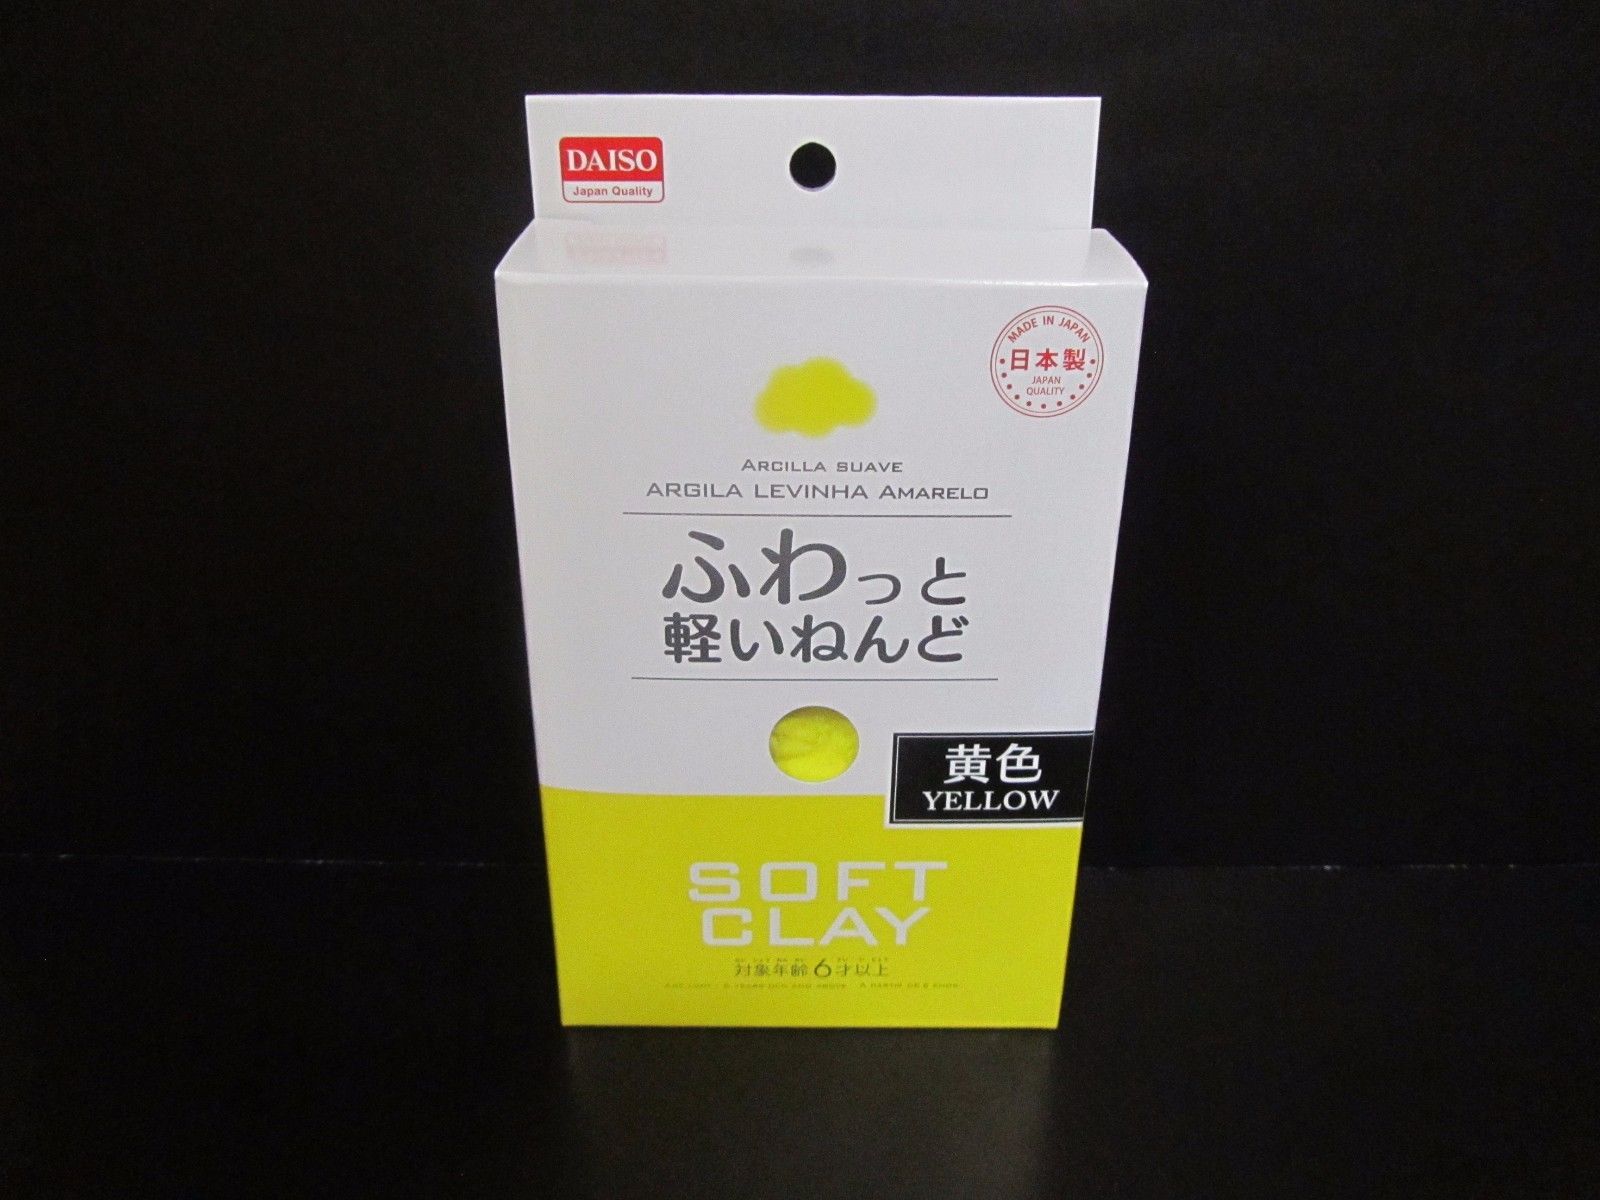 DAISO
Japan Quality
MADE IN JAPAN
日本製
JAPAN
QUALITY
ARCILLA SUAVE
ARGILA LEVINHA AMARELO
ふわっと
軽いねんど
黄色
YELLOW
SOFT
CLAY
対象年齢6才以上